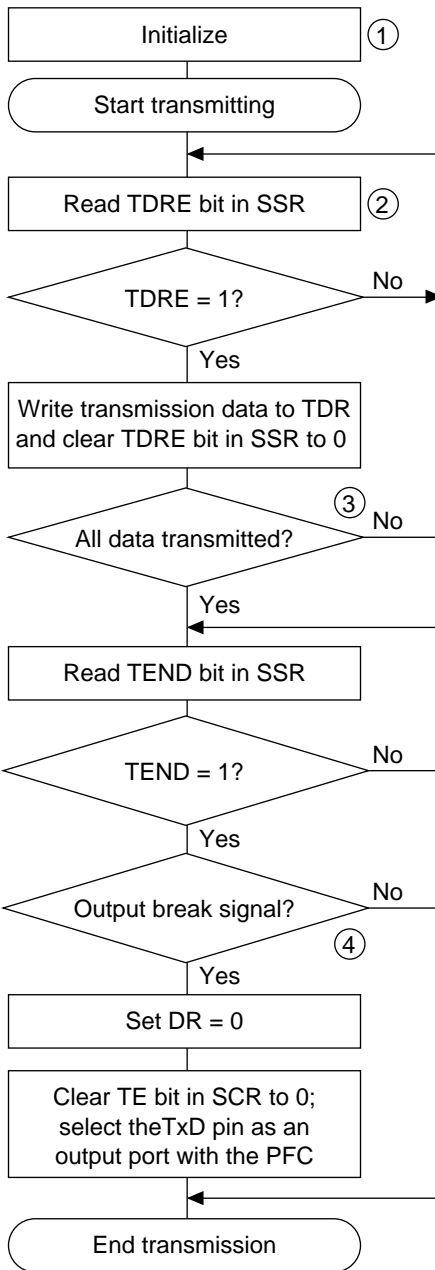 Initialize
①
Start transmitting
Read TDRE bit in SSR
②
TDRE = 1?
No
Yes
Write transmission data to TDR
and clear TDRE bit in SSR to 0
③
All data transmitted?
No
Yes
Read TEND bit in SSR
TEND = 1?
No
Yes
Output break signal?
No
④
Yes
Set DR = 0
Clear TE bit in SCR to 0;
select theTxD pin as an
output port with the PFC
End transmission